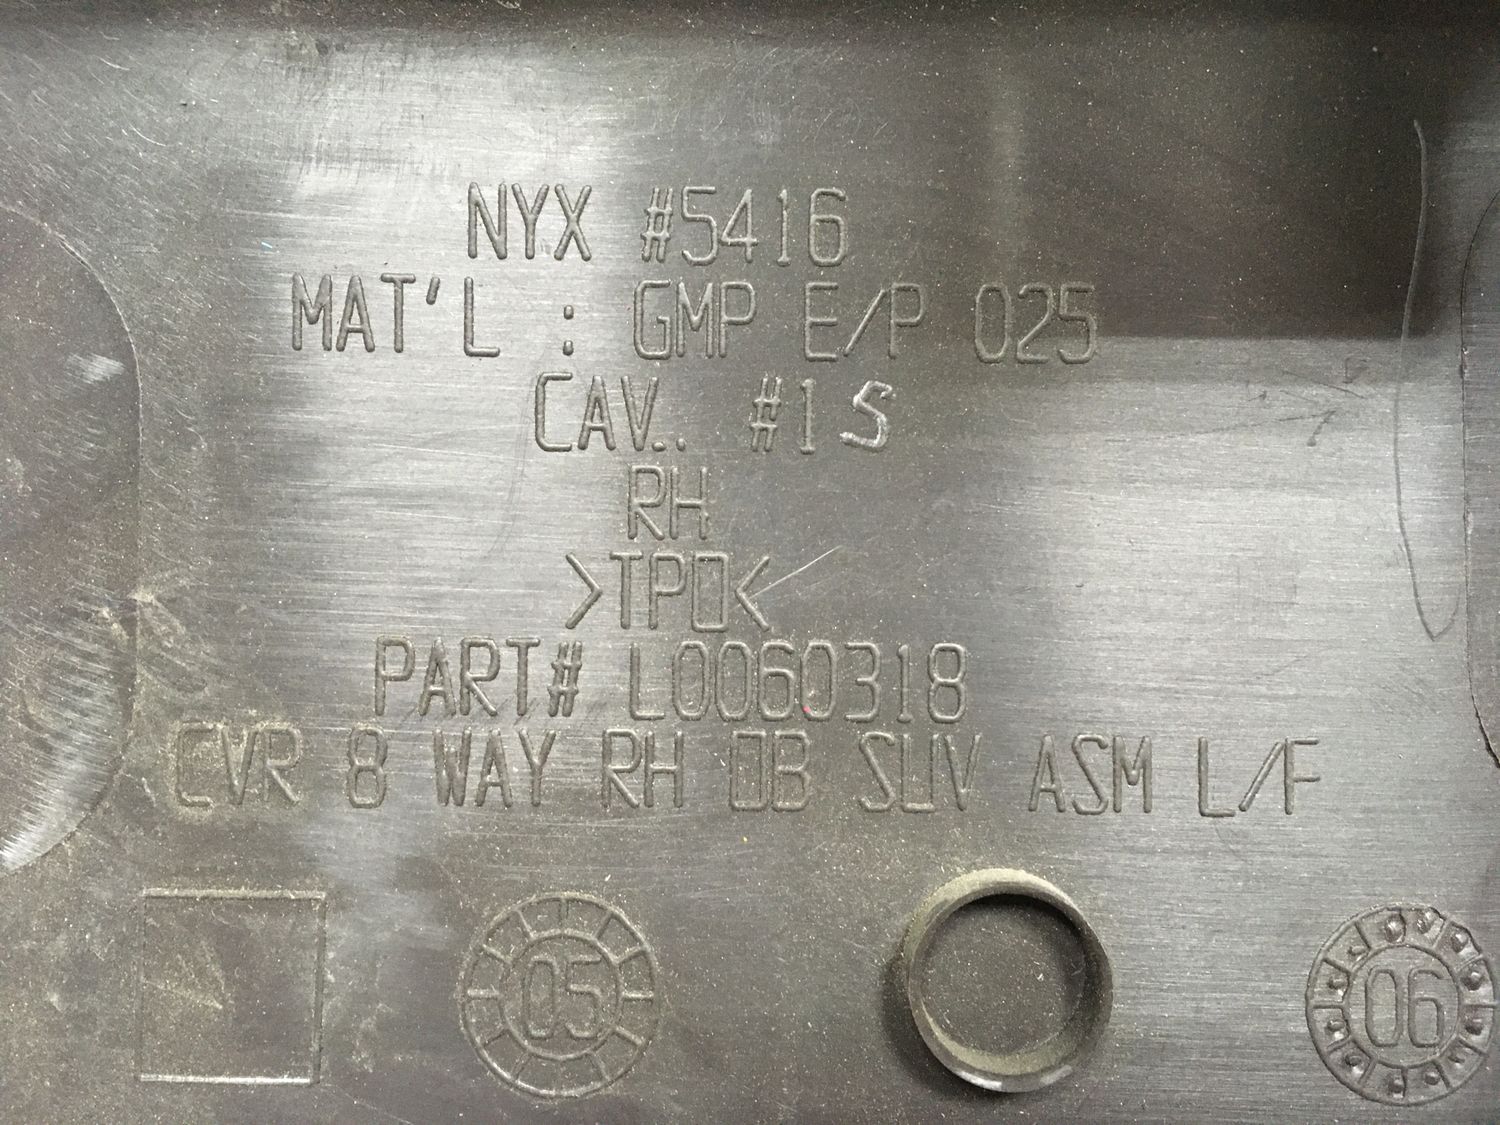 NYX #5416
MAT'L : GMP E/P 025
CAV.. #1 S
RH
>TPO<
PART# L0060318
CVR 8 WAY RH OB SUV ASM L/F
05
06